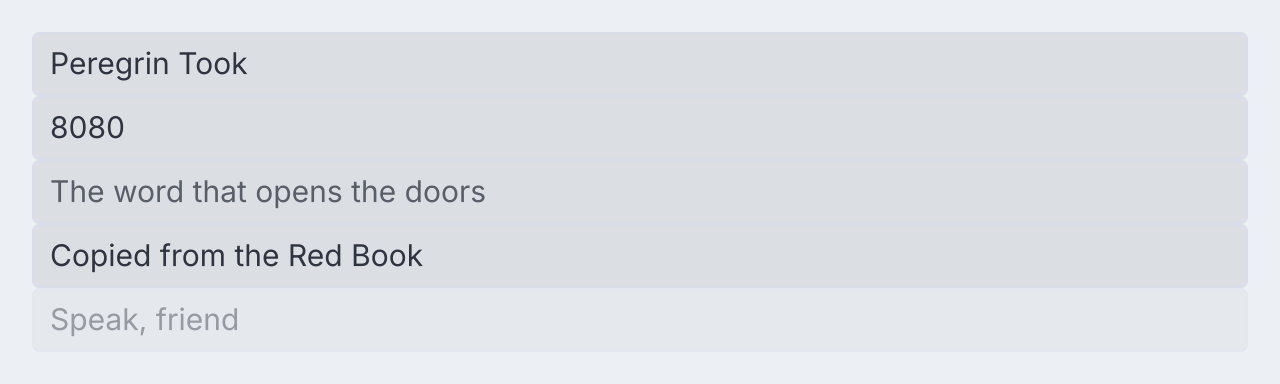 Peregrin Took
8080
The word that opens the doors
Copied from the Red Book
Speak, friend